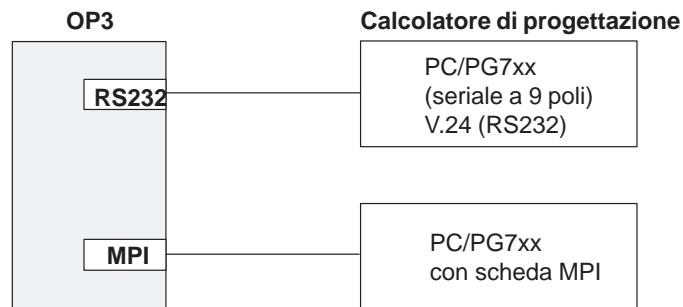 OP3
Calcolatore di progettazione
RS232
PC/PG7xx
(seriale a 9 poli)
V.24 (RS232)
MPI
PC/PG7xx
con scheda MPI